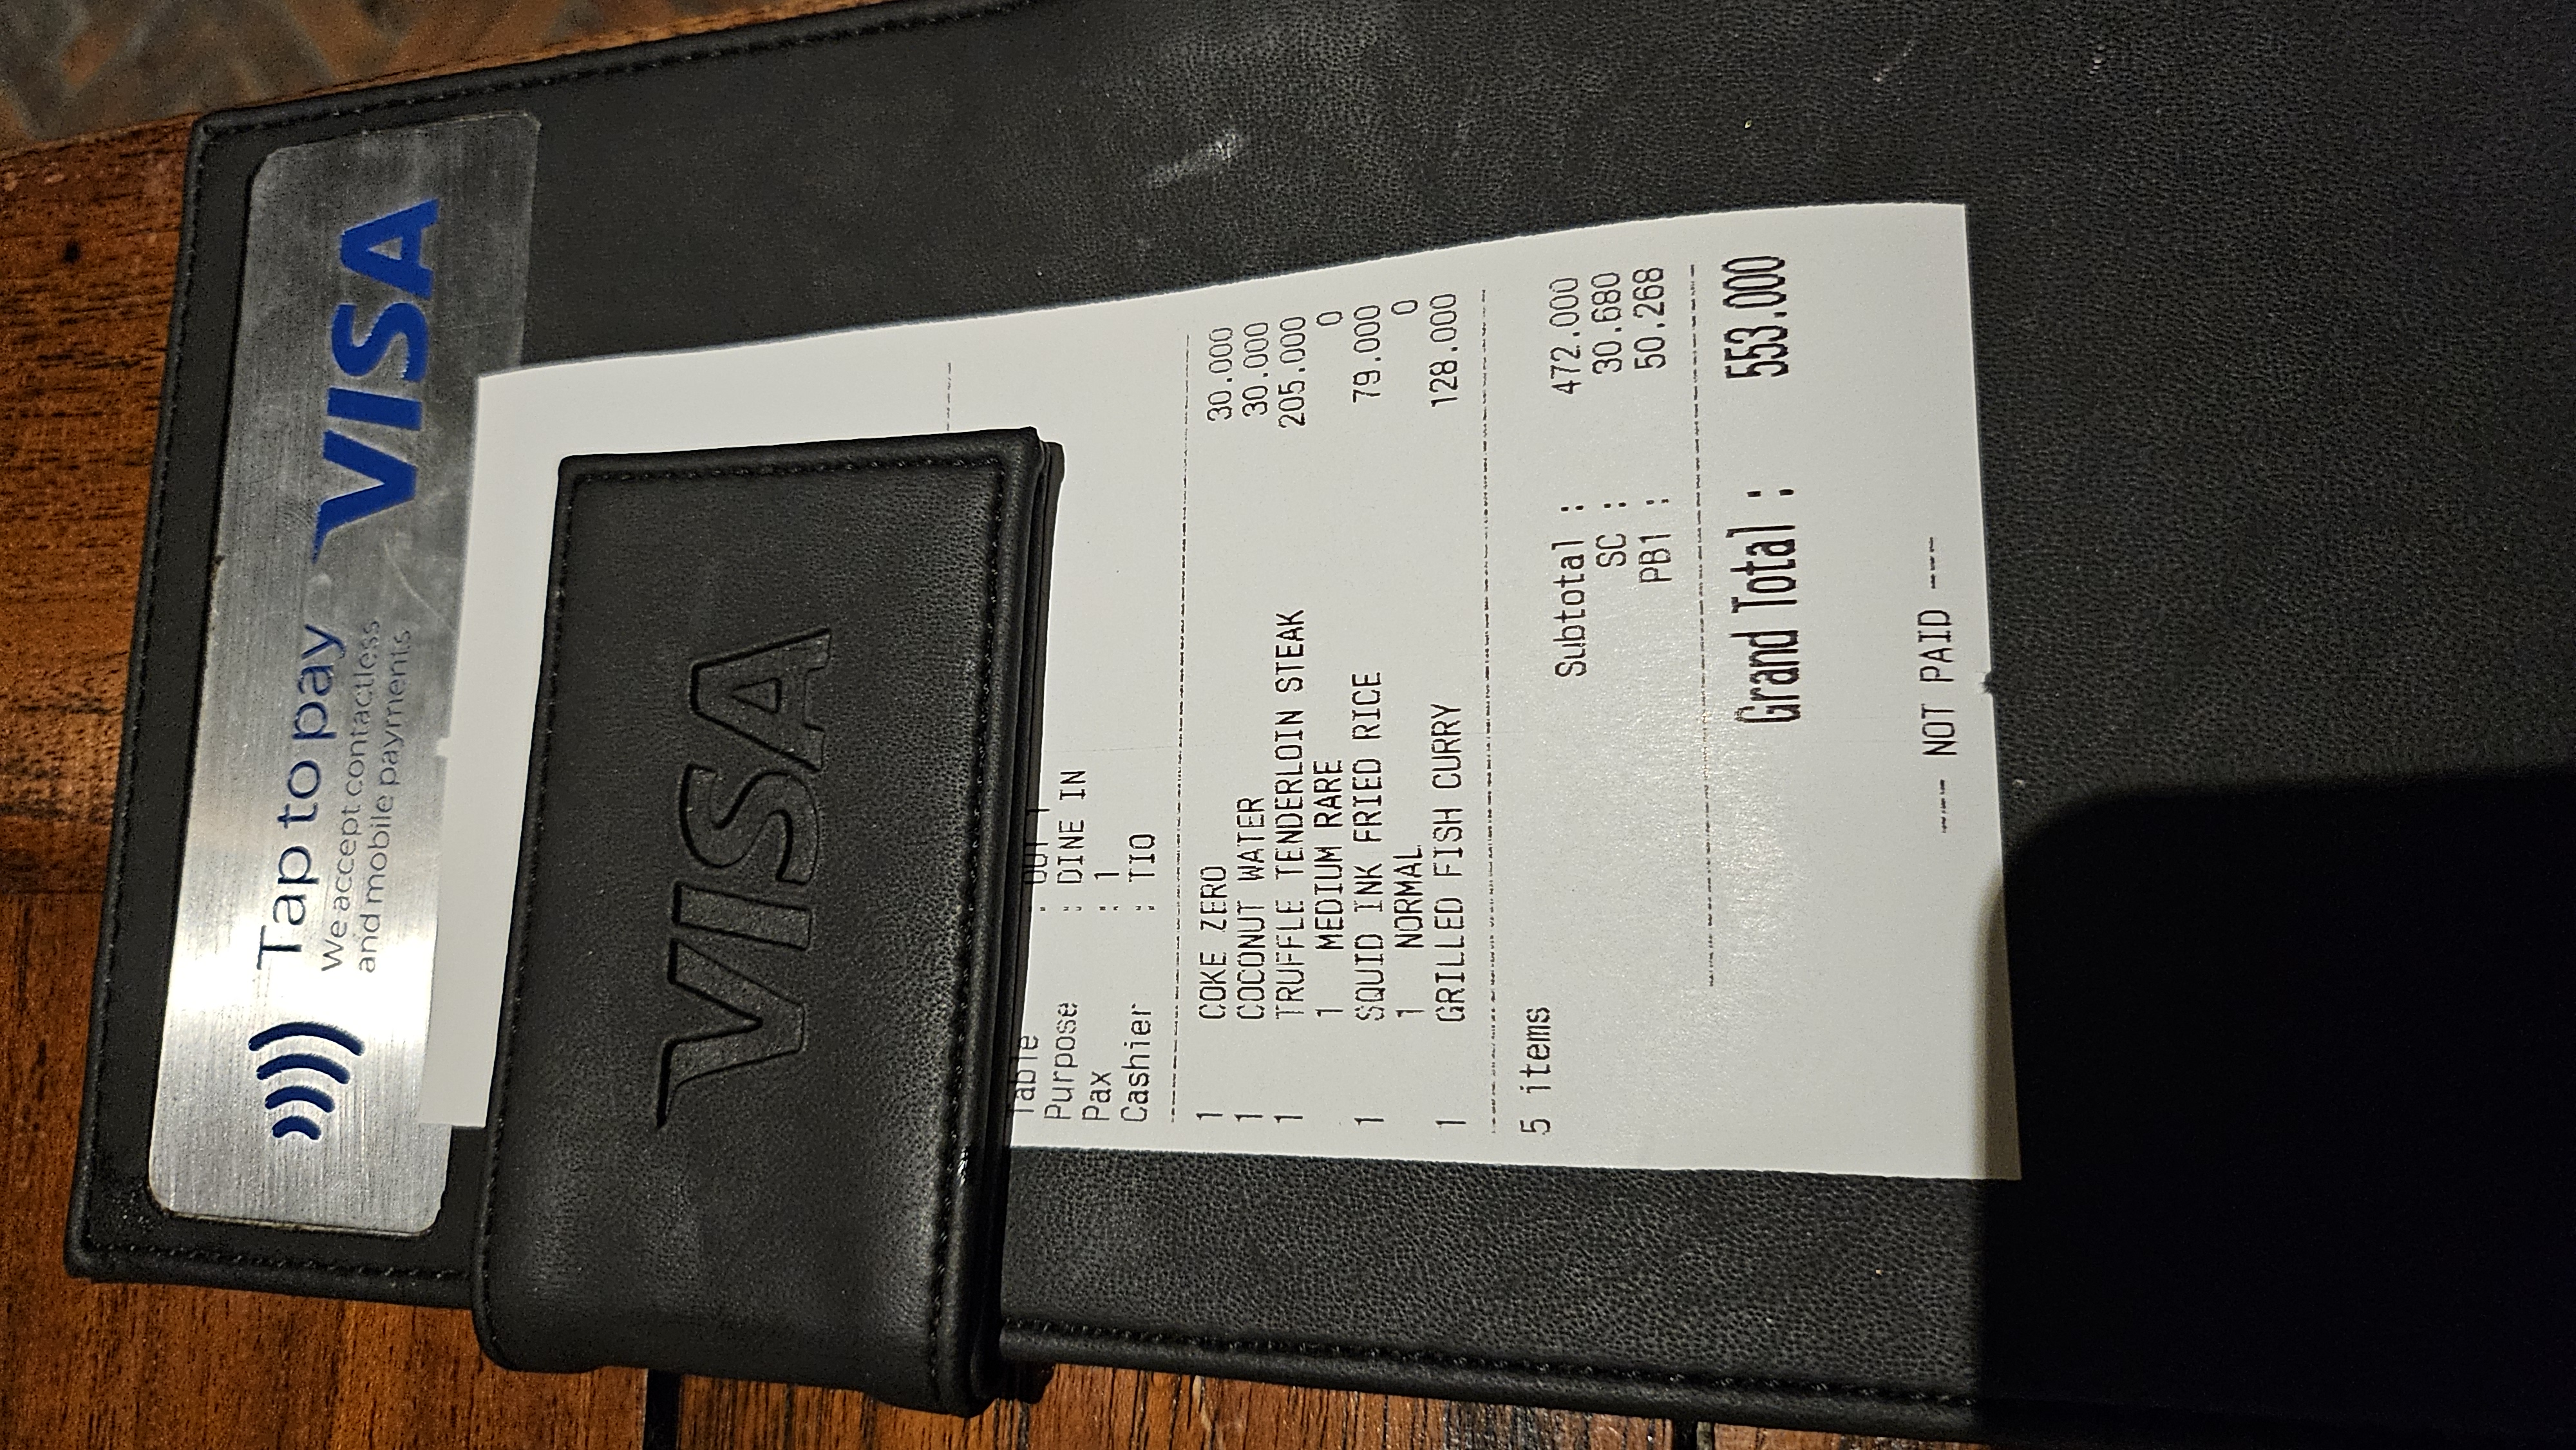 Tap to pay
We accept contactless
and mobile payments
VISA
VISA
Table :
Purpose : DINE IN
Pax : 1
Cashier : TIO
1 COKE ZERO 30.000
1 COCONUT WATER 30.000
1 TRUFFLE TENDERLOIN STEAK 205.000
1 MEDIUM RARE 0
1 SQUID INK FRIED RICE 79.000
1 NORMAL 0
1 GRILLED FISH CURRY 128.000
5 items
Subtotal : 472.000
SC : 30.680
PB1 : 50.268
Grand Total : 553.000
--- NOT PAID ---